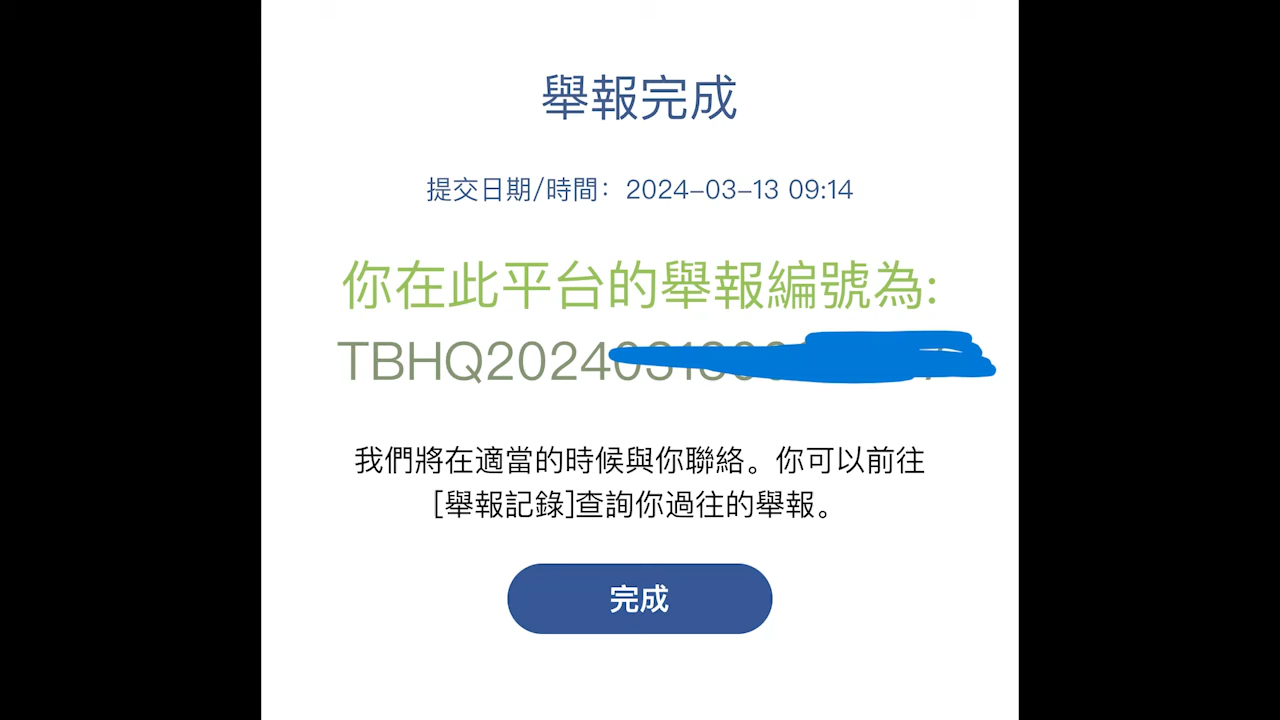 舉報完成
提交日期/時間：2024-03-13 09:14
你在此平台的舉報編號為:
TBHQ2024
我們將在適當的時候與你聯絡。你可以前往
[舉報記錄]查詢你過往的舉報。
完成